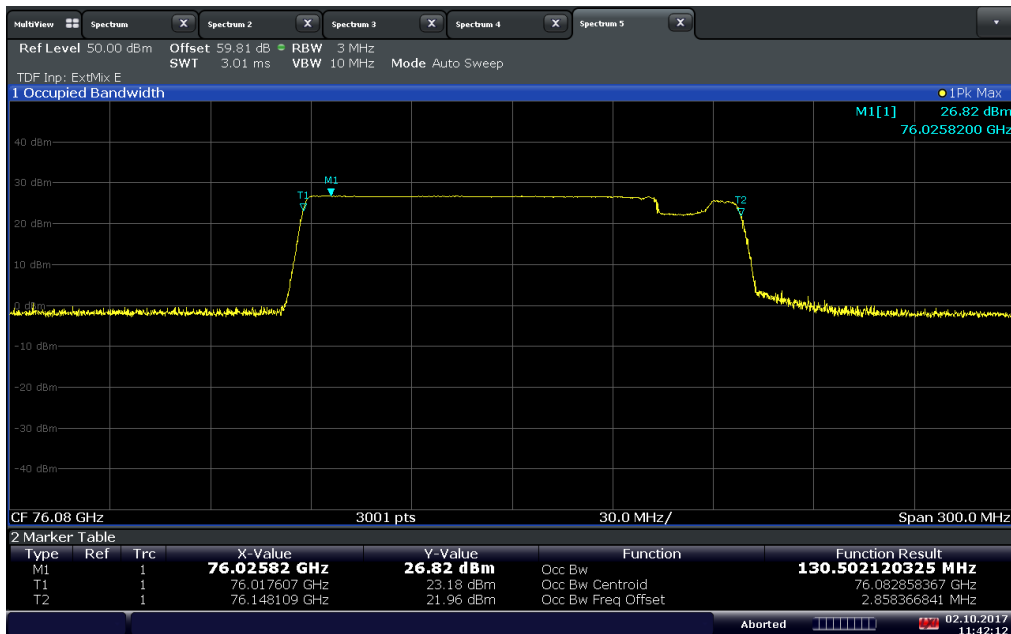 MultiView Spectrum X Spectrum 2 X Spectrum 3 X Spectrum 4 X Spectrum 5 X
Ref Level 50.00 dBm Offset 59.81 dB RBW 3 MHz
SWT 3.01 ms VBW 10 MHz Mode Auto Sweep
TDF Inp: ExtMix E
1 Occupied Bandwidth 1Pk Max
M1[1] 26.82 dBm
76.0258200 GHz
40 dBm
30 dBm
M1
T1
T2
20 dBm
10 dBm
0 dBm
-10 dBm
-20 dBm
-30 dBm
-40 dBm
CF 76.08 GHz 3001 pts 30.0 MHz/ Span 300.0 MHz
2 Marker Table
Type Ref Trc X-Value Y-Value Function Function Result
M1 1 76.02582 GHz 26.82 dBm Occ Bw 130.502120325 MHz
T1 1 76.017607 GHz 23.18 dBm Occ Bw Centroid 76.082858367 GHz
T2 1 76.148109 GHz 21.96 dBm Occ Bw Freq Offset 2.858366841 MHz
Aborted 02.10.2017
11:42:12